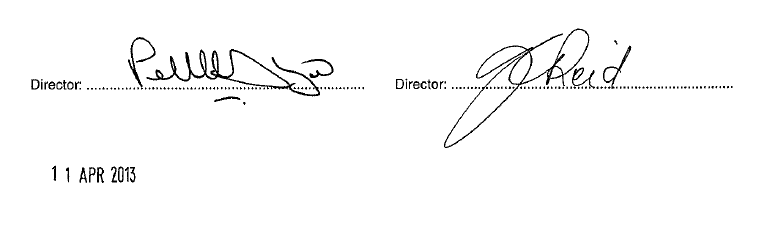 Director: Director: J Reid
11 APR 2013